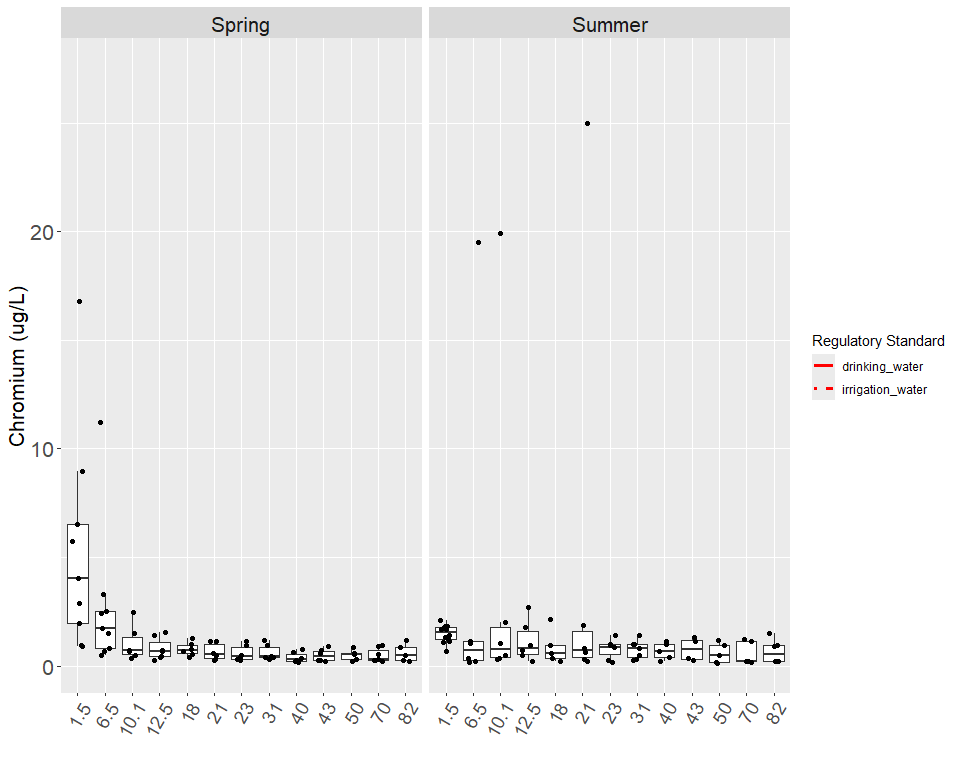 Spring
Summer
Chromium (ug/L)
20
10
0
1.5 6.5 10.1 12.5 18 21 23 31 40 43 50 70 82
1.5 6.5 10.1 12.5 18 21 23 31 40 43 50 70 82
Regulatory Standard
drinking_water
irrigation_water